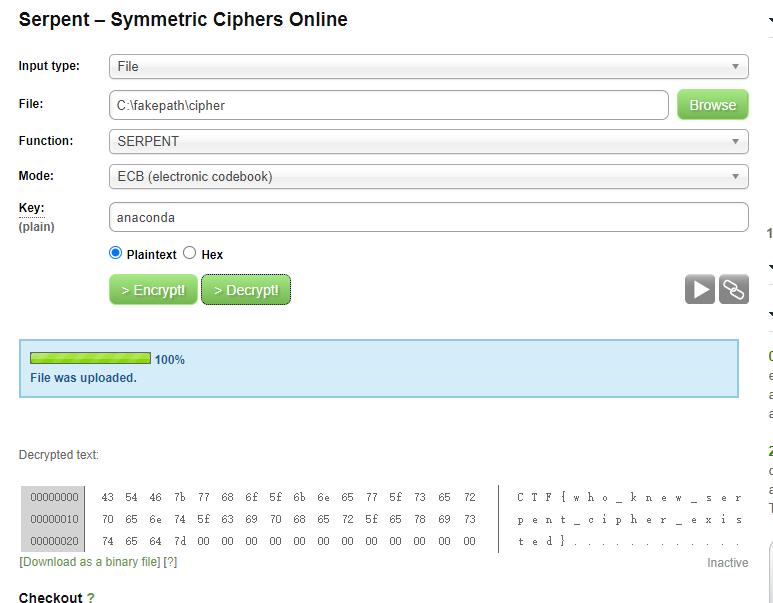 Serpent – Symmetric Ciphers Online
Input type: File
File: C:\fakepath\cipher Browse
Function: SERPENT
Mode: ECB (electronic codebook)
Key: anaconda
(plain)
Plaintext Hex
> Encrypt! > Decrypt!
100%
File was uploaded.
Decrypted text:
00000000 43 54 46 7b 77 68 6f 5f 6b 6e 65 77 5f 73 65 72 C T F { w h o _ k n e w _ s e r
00000010 70 65 6e 74 5f 63 69 70 68 65 72 5f 65 78 69 73 p e n t _ c i p h e r _ e x i s
00000020 74 65 64 7d 00 00 00 00 00 00 00 00 00 00 00 00 t e d } . . . . . . . . . . . .
[Download as a binary file] [?] Inactive
Checkout ?